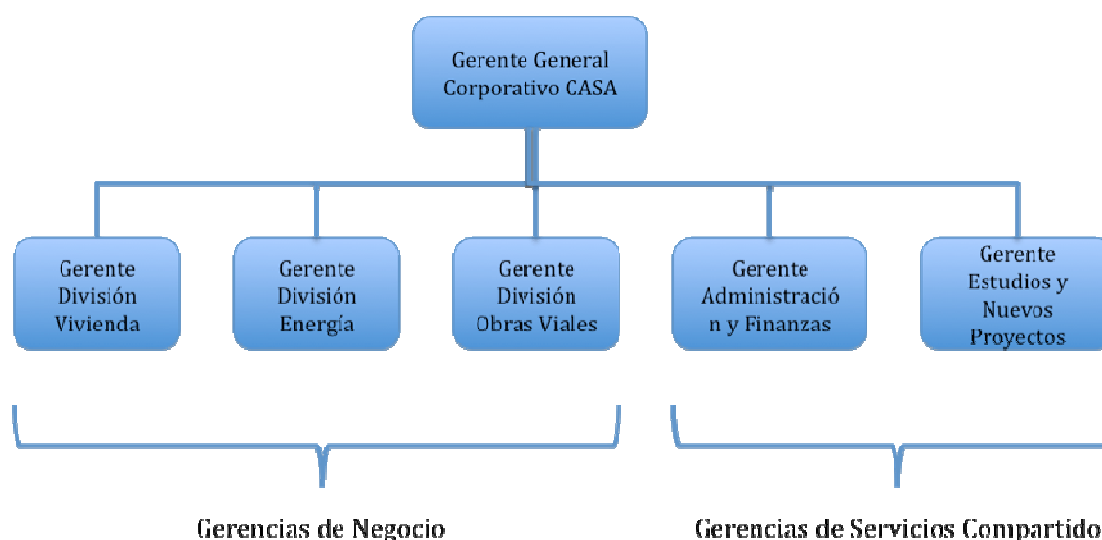 Gerente General
Corporativo CASA
Gerente
División
Vivienda
Gerente
División
Energía
Gerente
División
Obras Viales
Gerente
Administració
n y Finanzas
Gerente
Estudios y
Nuevos
Proyectos
Gerencias de Negocio
Gerencias de Servicios Compartido